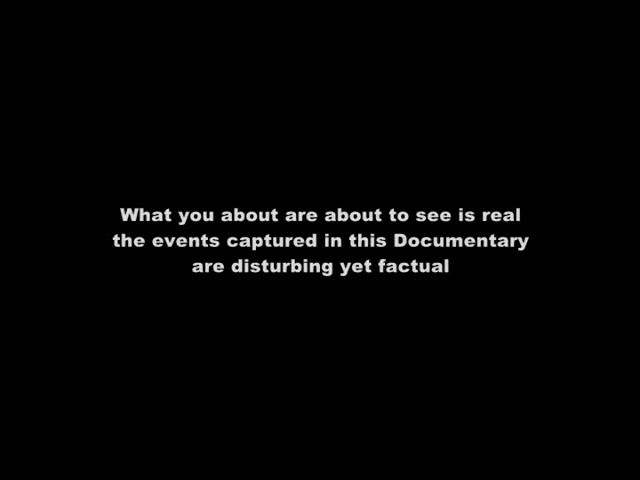 What you about are about to see is real
the events captured in this Documentary
are disturbing yet factual